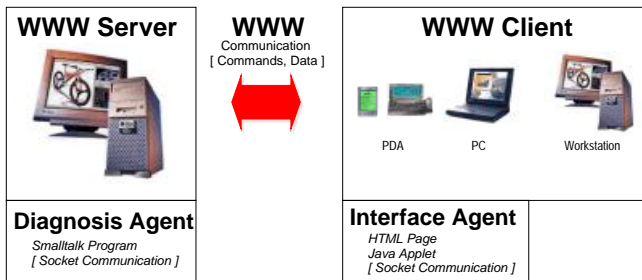 WWW Server
WWW
Communication
[ Commands, Data ]
WWW Client
PDA
PC
Workstation
Diagnosis Agent
Smalltalk Program
[ Socket Communication ]
Interface Agent
HTML Page
Java Applet
[ Socket Communication ]